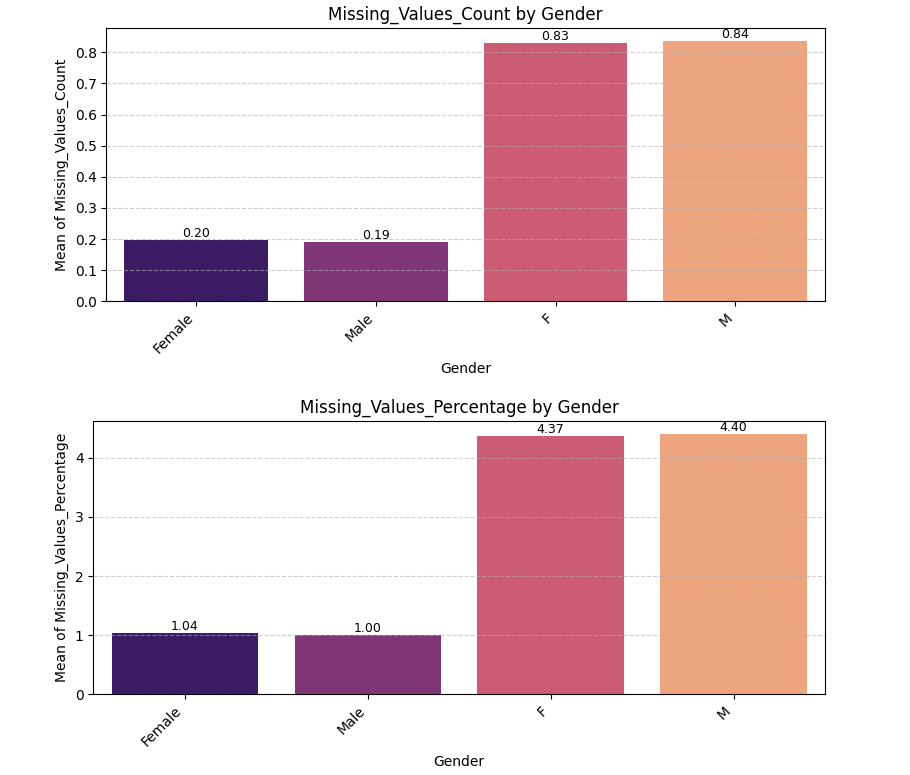 Missing_Values_Count by Gender
Mean of Missing_Values_Count
0.8
0.7
0.6
0.5
0.4
0.3
0.2
0.1
0.0
0.20
0.19
0.83
0.84
Female
Male
F
M
Gender
Missing_Values_Percentage by Gender
Mean of Missing_Values_Percentage
4
3
2
1
0
1.04
1.00
4.37
4.40
Female
Male
F
M
Gender